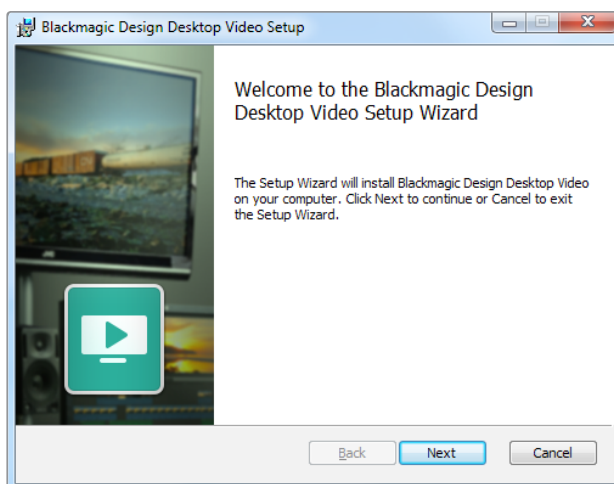 Blackmagic Design Desktop Video Setup
Welcome to the Blackmagic Design
Desktop Video Setup Wizard
The Setup Wizard will install Blackmagic Design Desktop Video
on your computer. Click Next to continue or Cancel to exit
the Setup Wizard.
Back Next Cancel